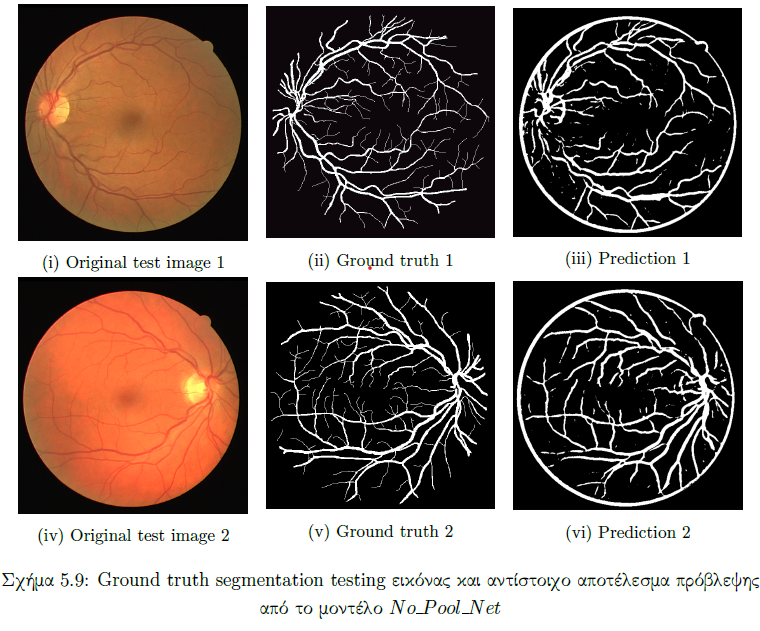 (i) Original test image 1
(ii) Ground truth 1
(iii) Prediction 1
(iv) Original test image 2
(v) Ground truth 2
(vi) Prediction 2
Σχήμα 5.9: Ground truth segmentation testing εικόνας και αντίστοιχο αποτέλεσμα πρόβλεψης
από το μοντέλο No_Pool_Net